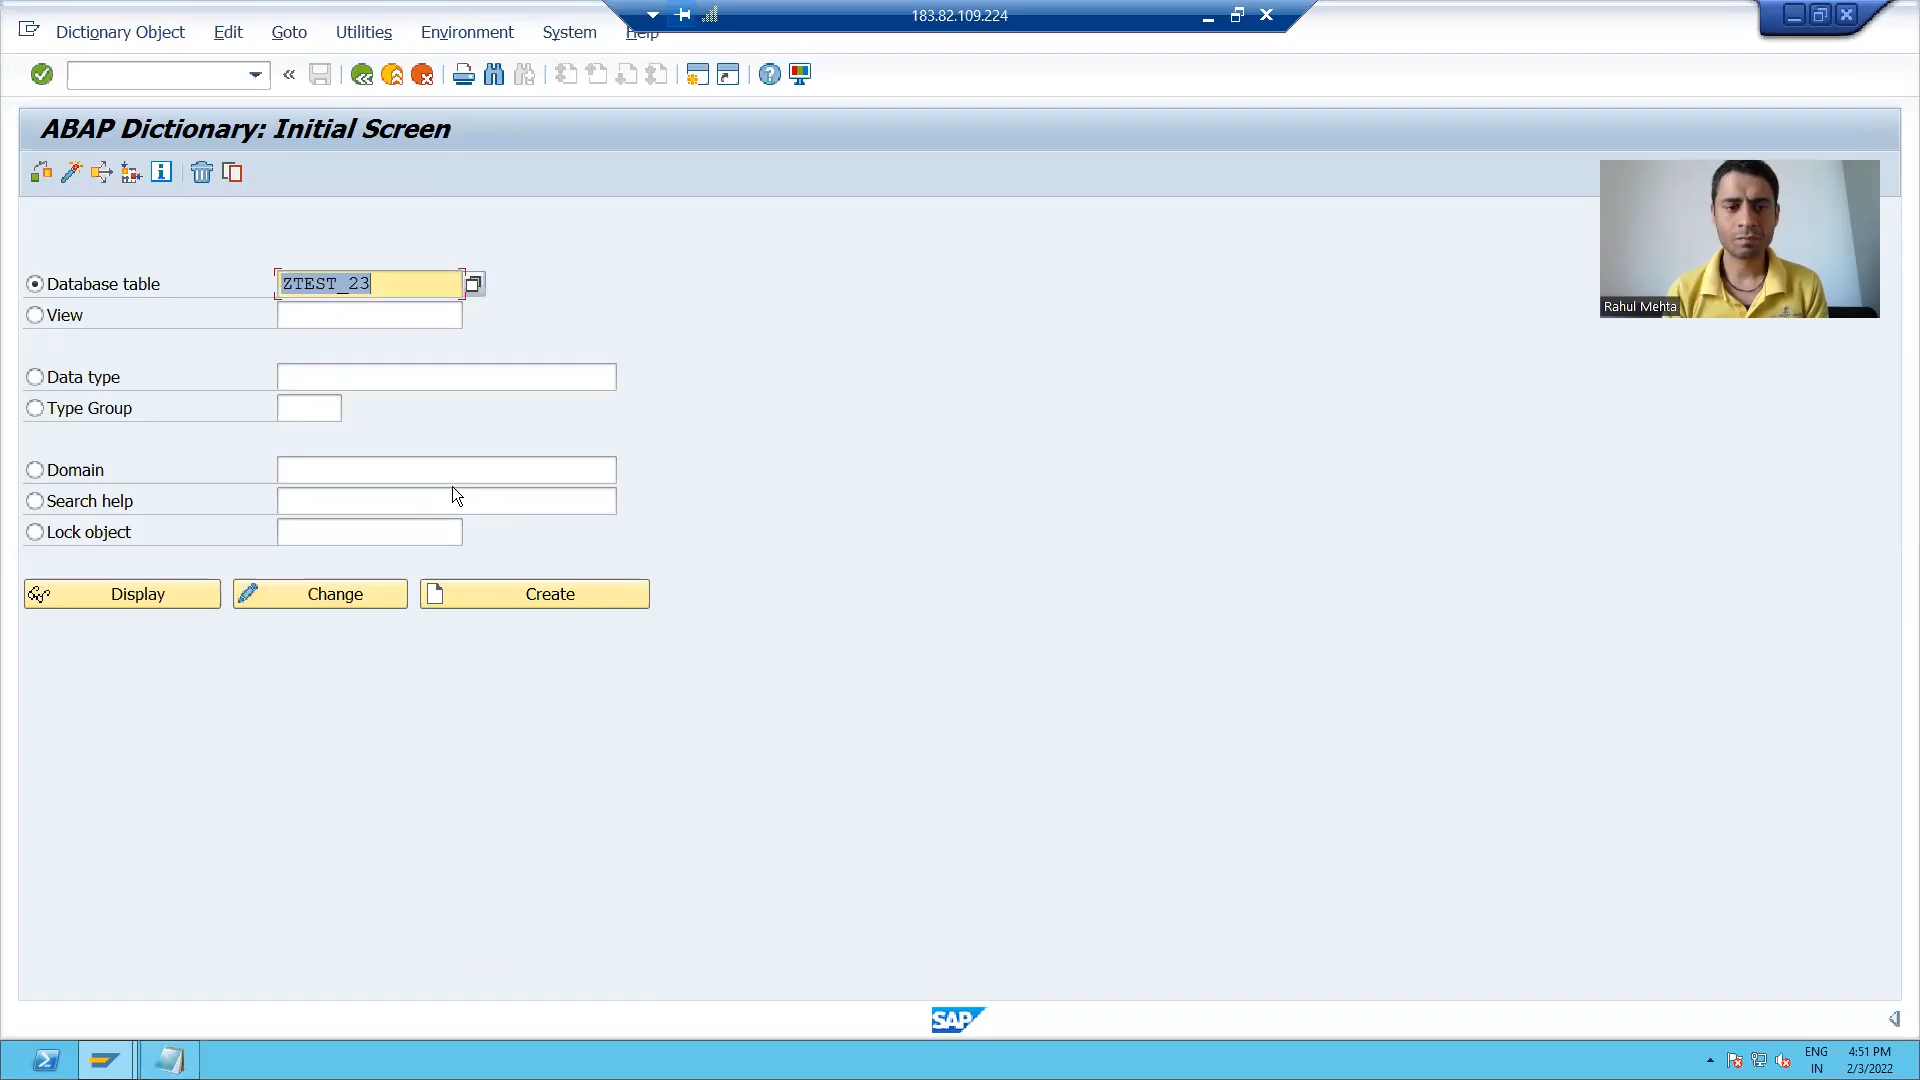 183.82.109.224
Dictionary Object Edit Goto Utilities Environment System Help
ABAP Dictionary: Initial Screen
Database table ZTEST_23
View
Rahul Mehta
Data type
Type Group
Domain
Search help
Lock object
Display Change Create
SAP
ENG 4:51 PM
IN 2/3/2022